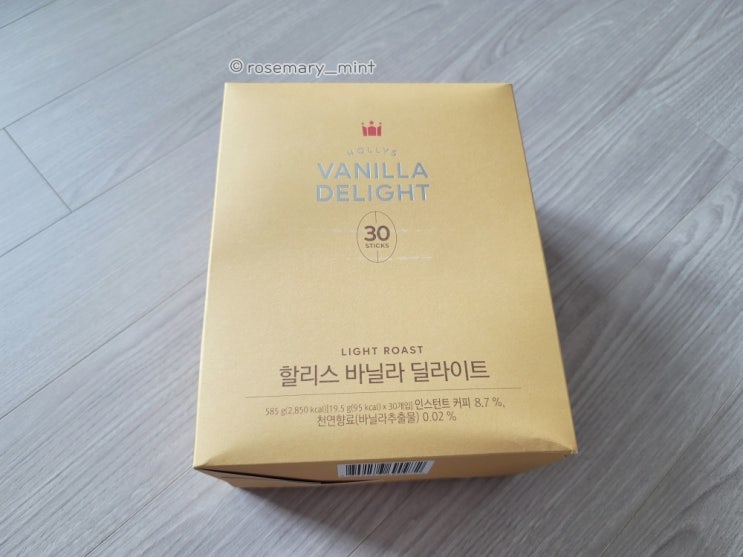 © rosemary_mint
HOLLYS
VANILLA
DELIGHT
30
STICKS
LIGHT ROAST
할리스 바닐라 딜라이트
585 g(2,850 kcal)[19.5 g(95 kcal) x 30개입] 인스턴트 커피 8.7 %,
천연향료(바닐라추출물) 0.02 %